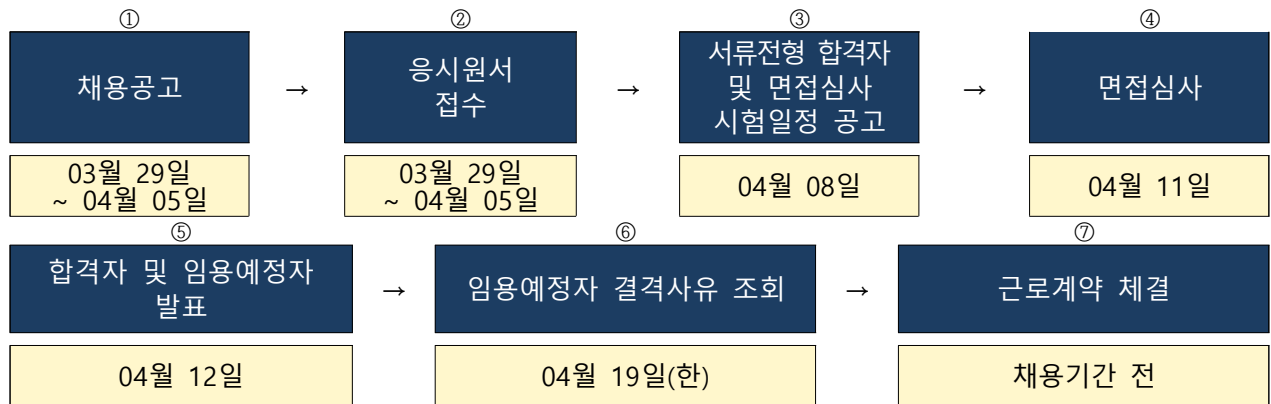 ① ② ③ ④
채용공고 → 응시원서 접수 → 서류전형 합격자 및 면접심사 시험일정 공고 → 면접심사
03월 29일 ~ 04월 05일 03월 29일 ~ 04월 05일 04월 08일 04월 11일
⑤ ⑥ ⑦
합격자 및 임용예정자 발표 → 임용예정자 결격사유 조회 → 근로계약 체결
04월 12일 04월 19일(한) 채용기간 전